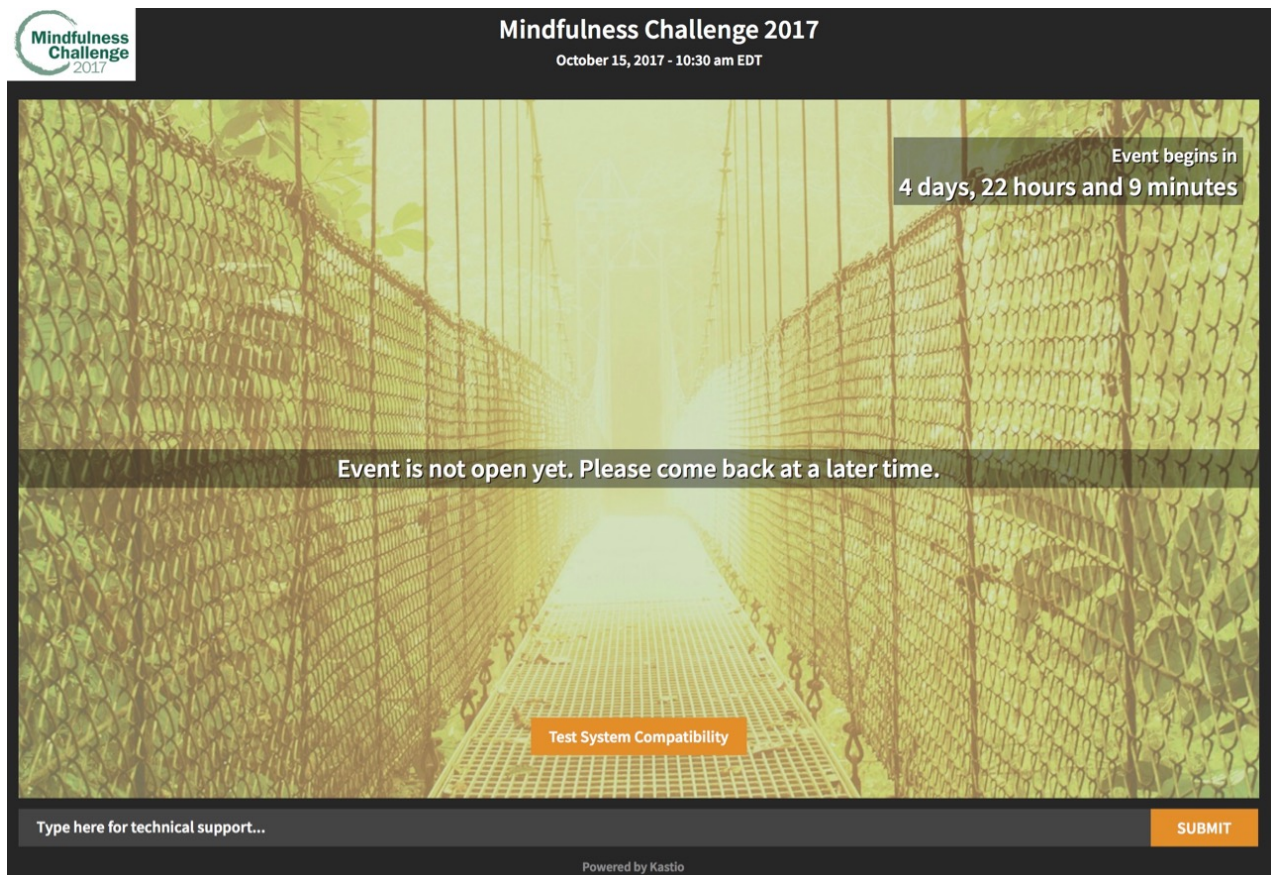 Mindfulness
Challenge
2017
Mindfulness Challenge 2017
October 15, 2017 - 10:30 am EDT
Event begins in
4 days, 22 hours and 9 minutes
Event is not open yet. Please come back at a later time.
Test System Compatibility
Type here for technical support...
SUBMIT
Powered by Kastio